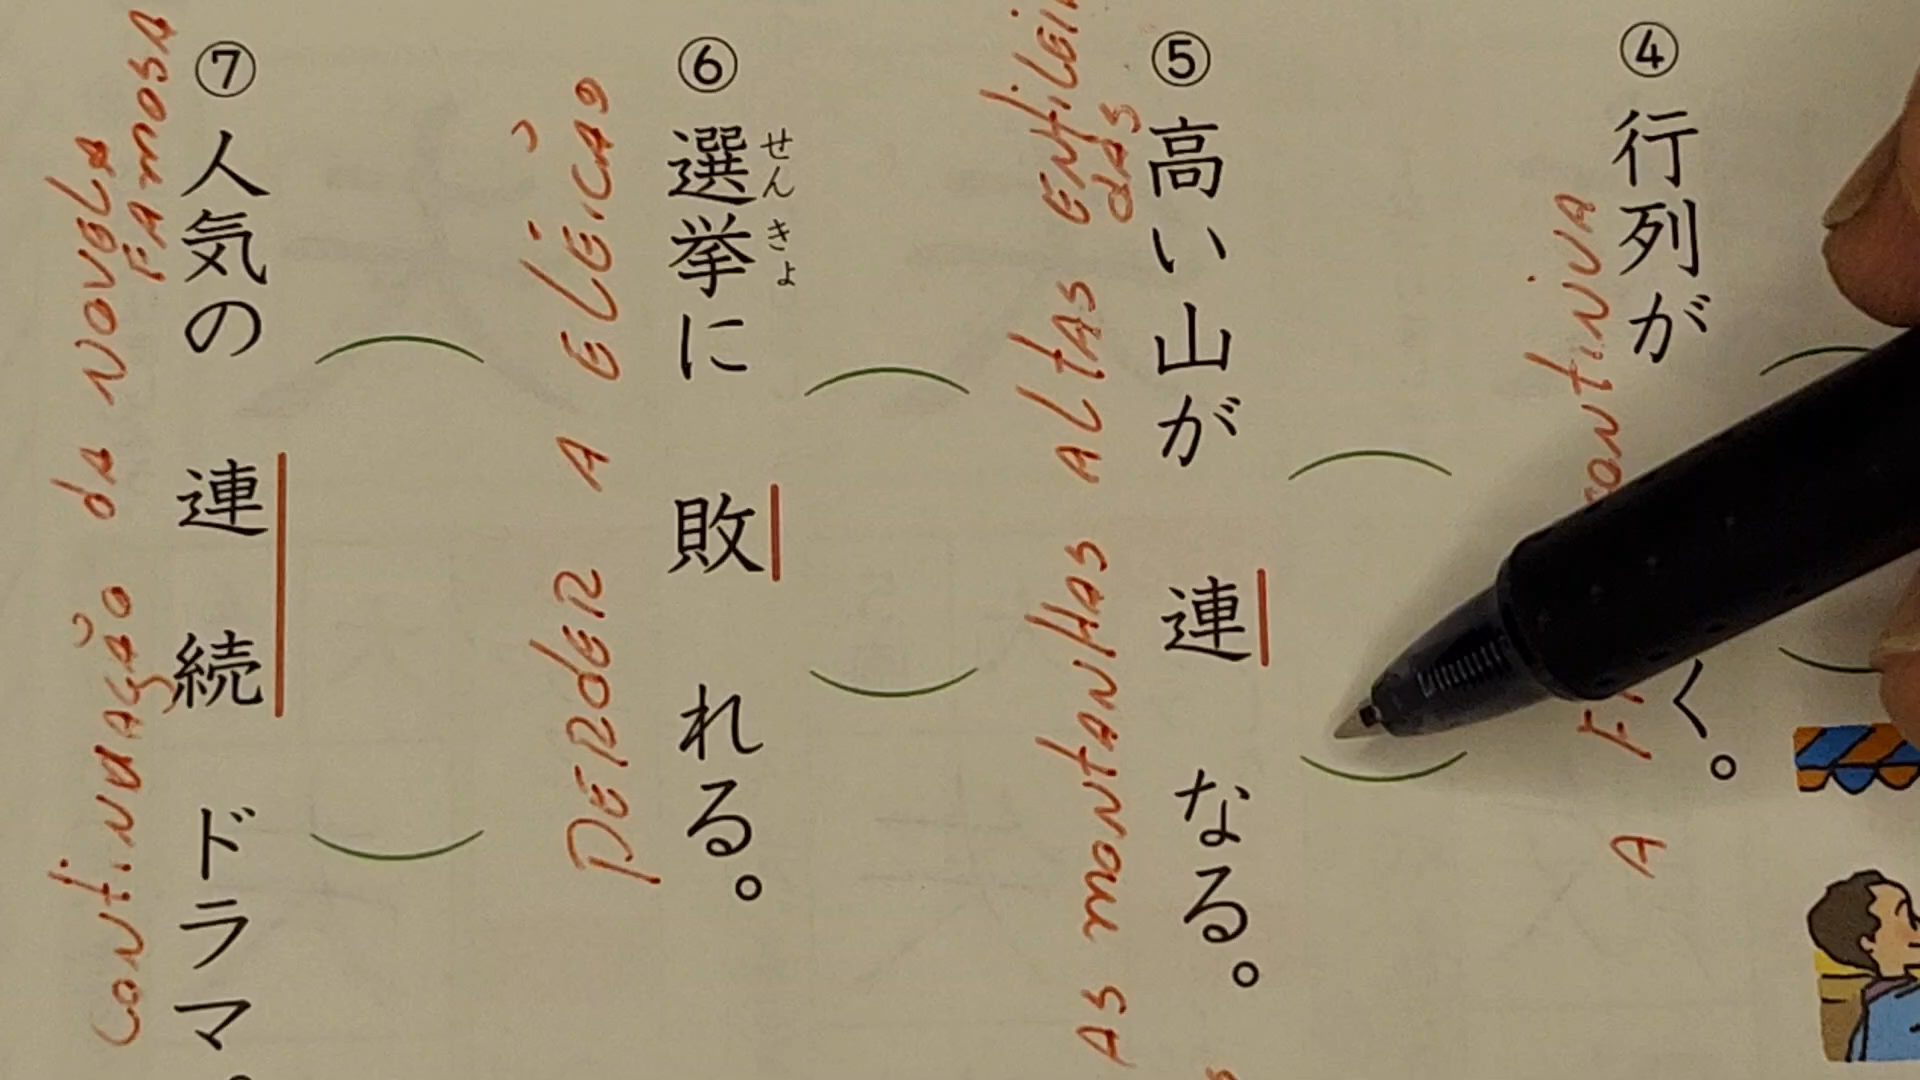 ④ 行列が く。
A CONTINUA
⑤ 高い山が 連 なる。
AS MONTANHAS ALTAS
DAS
⑥ 選挙に 敗 れる。
せん きょ
PERDER A ELEIÇÃO
⑦ 人気の 連 続 ドラマ。
CONTINUAÇÃO DA NOVELA
FAMOSA